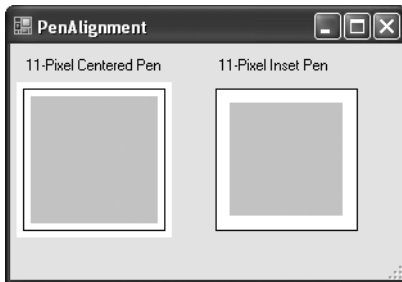 PenAlignment
11-Pixel Centered Pen
11-Pixel Inset Pen